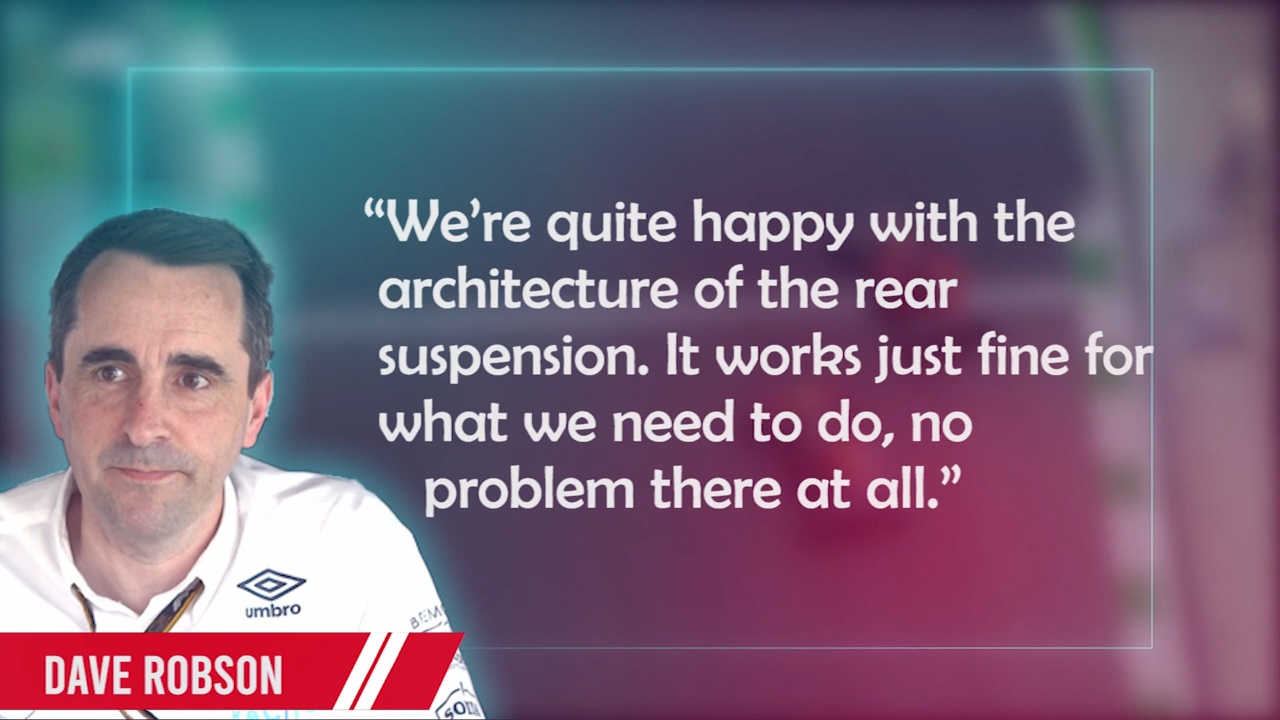 “We’re quite happy with the
architecture of the rear
suspension. It works just fine for
what we need to do, no
problem there at all.”
umbro
DAVE ROBSON